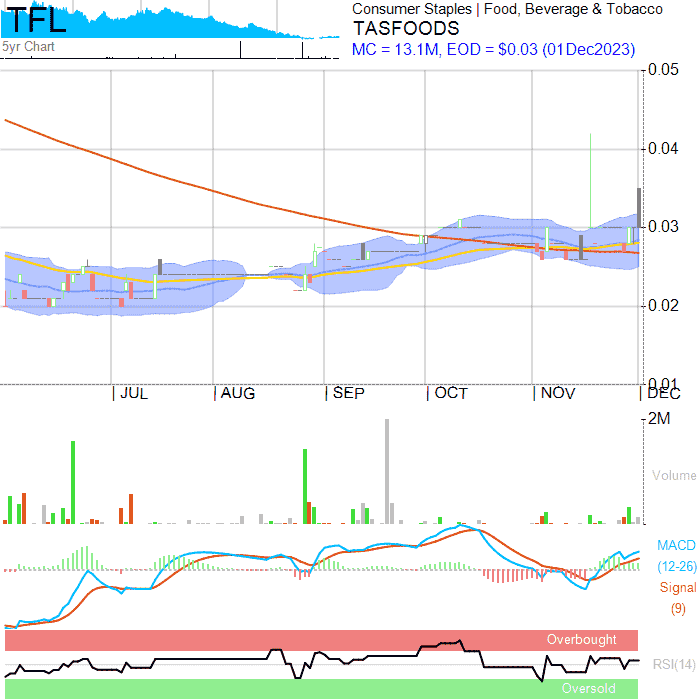 TFL
5yr Chart
Consumer Staples | Food, Beverage & Tobacco
TASFOODS
MC = 13.1M, EOD = $0.03 (01Dec2023)
0.05
0.04
0.03
0.02
0.01
JUL AUG SEP OCT NOV DEC
2M
Volume
MACD
(12-26)
Signal
(9)
Overbought
RSI(14)
Oversold